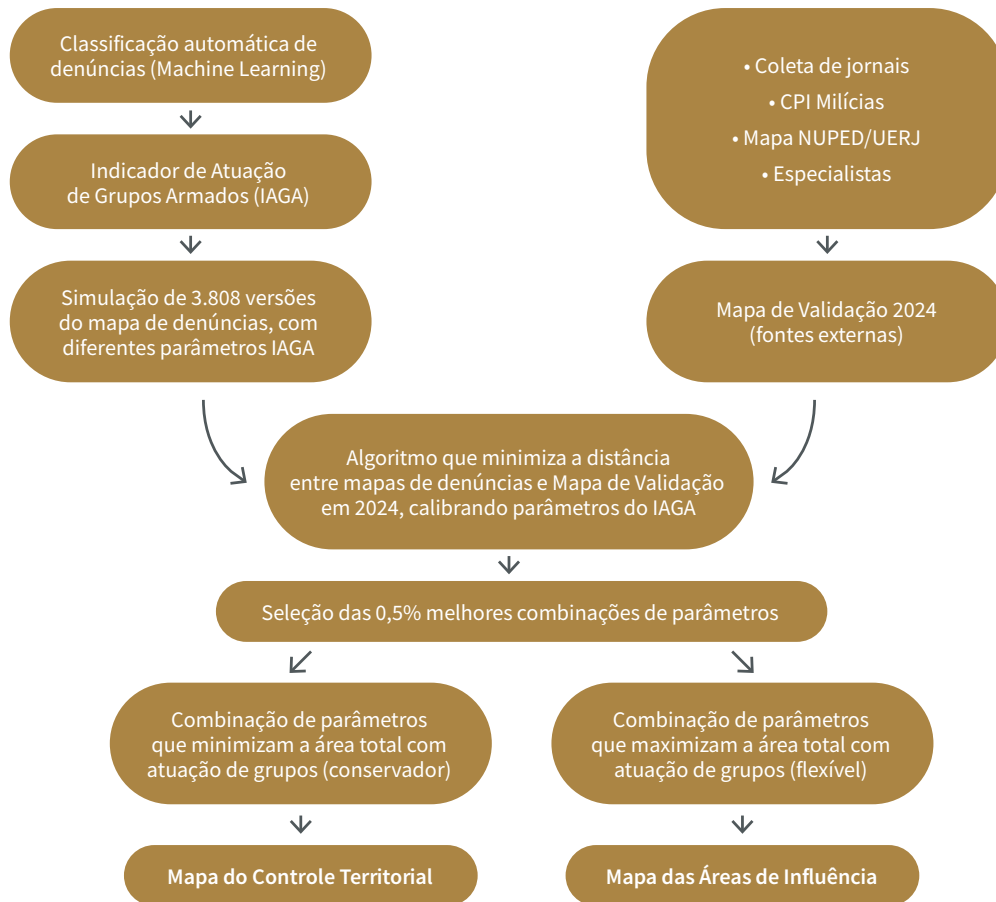 Classificação automática de
denúncias (Machine Learning)
Indicador de Atuação
de Grupos Armados (IAGA)
Simulação de 3.808 versões
do mapa de denúncias, com
diferentes parâmetros IAGA
• Coleta de jornais
• CPI Milícias
• Mapa NUPED/UERJ
• Especialistas
Mapa de Validação 2024
(fontes externas)
Algoritmo que minimiza a distância
entre mapas de denúncias e Mapa de Validação
em 2024, calibrando parâmetros do IAGA
Seleção das 0,5% melhores combinações de parâmetros
Combinação de parâmetros
que minimizam a área total com
atuação de grupos (conservador)
Combinação de parâmetros
que maximizam a área total com
atuação de grupos (flexível)
Mapa do Controle Territorial
Mapa das Áreas de Influência